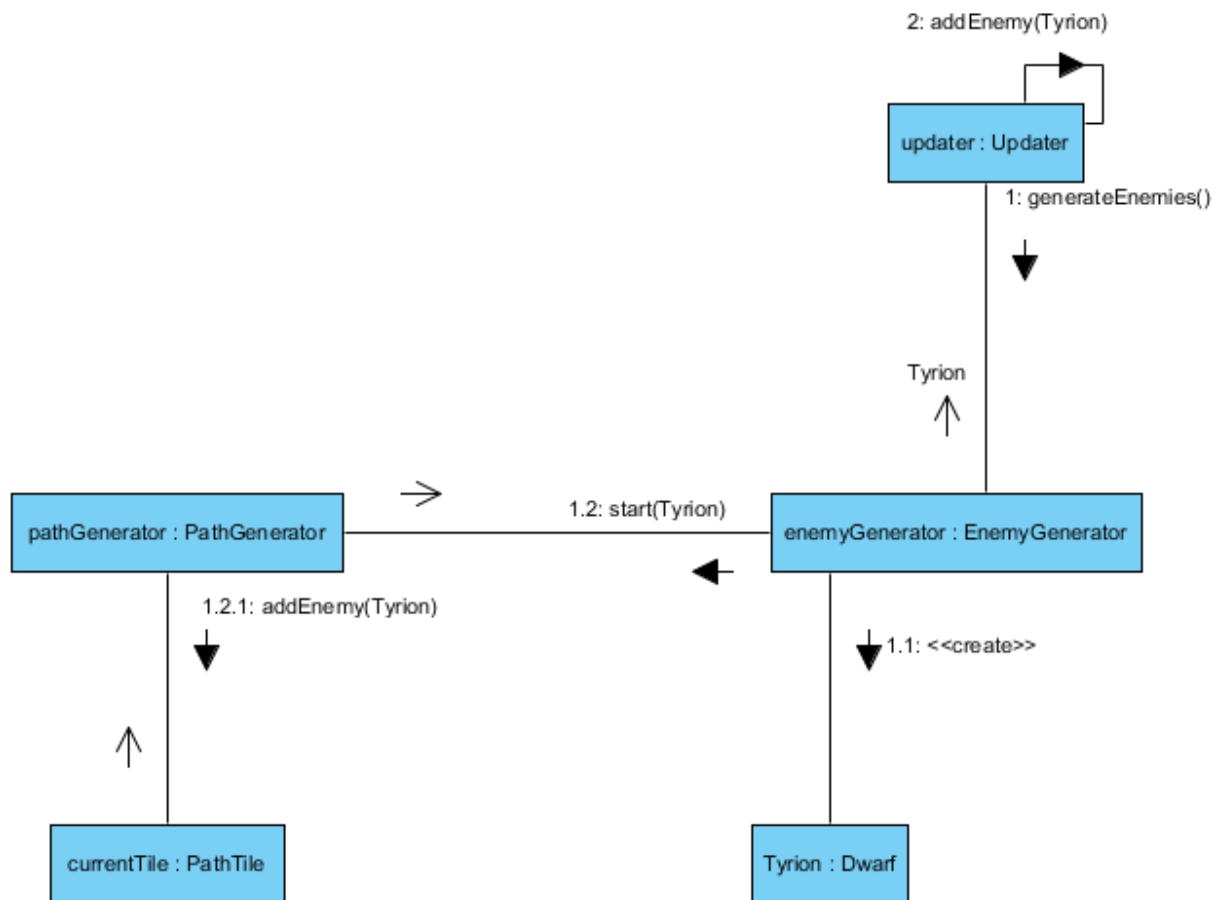 2: addEnemy(Tyrion)
updater : Updater
1: generateEnemies()
Tyrion
1.2: start(Tyrion)
pathGenerator : PathGenerator
enemyGenerator : EnemyGenerator
1.2.1: addEnemy(Tyrion)
1.1: <<create>>
currentTile : PathTile
Tyrion : Dwarf